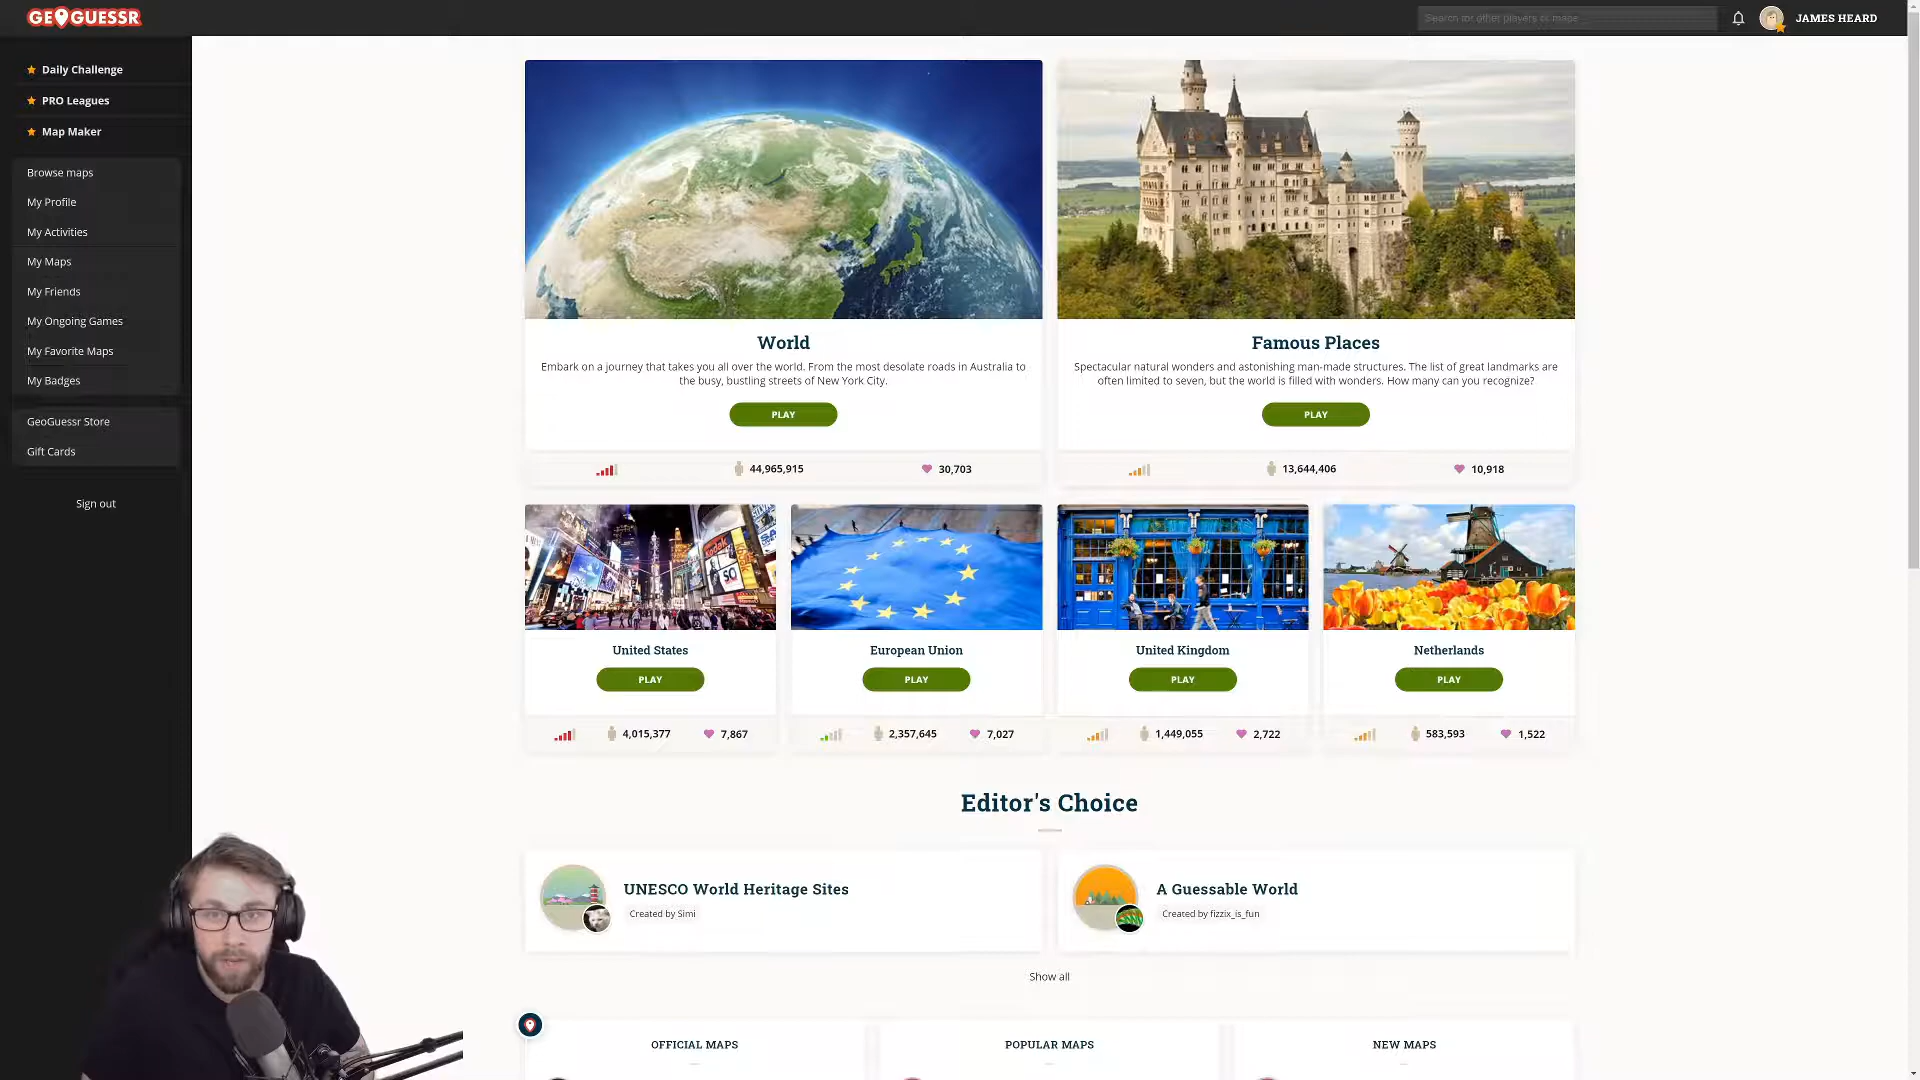 GEOGUESSR
Search for other players or maps
JAMES HEARD
Daily Challenge
PRO Leagues
Map Maker
Browse maps
My Profile
My Activities
My Maps
My Friends
My Ongoing Games
My Favorite Maps
My Badges
GeoGuessr Store
Gift Cards
Sign out
World
Embark on a journey that takes you all over the world. From the most desolate roads in Australia to
the busy, bustling streets of New York City.
PLAY
44,965,915
30,703
Famous Places
Spectacular natural wonders and astonishing man-made structures. The list of great landmarks are
often limited to seven, but the world is filled with wonders. How many can you recognize?
PLAY
13,644,406
10,918
Kodak
SO
United States
PLAY
4,015,377
7,867
European Union
PLAY
2,357,645
7,027
United Kingdom
PLAY
1,449,055
2,722
Netherlands
PLAY
583,593
1,522
Editor's Choice
UNESCO World Heritage Sites
Created by Simi
A Guessable World
Created by fizzix_is_fun
Show all
OFFICIAL MAPS
POPULAR MAPS
NEW MAPS